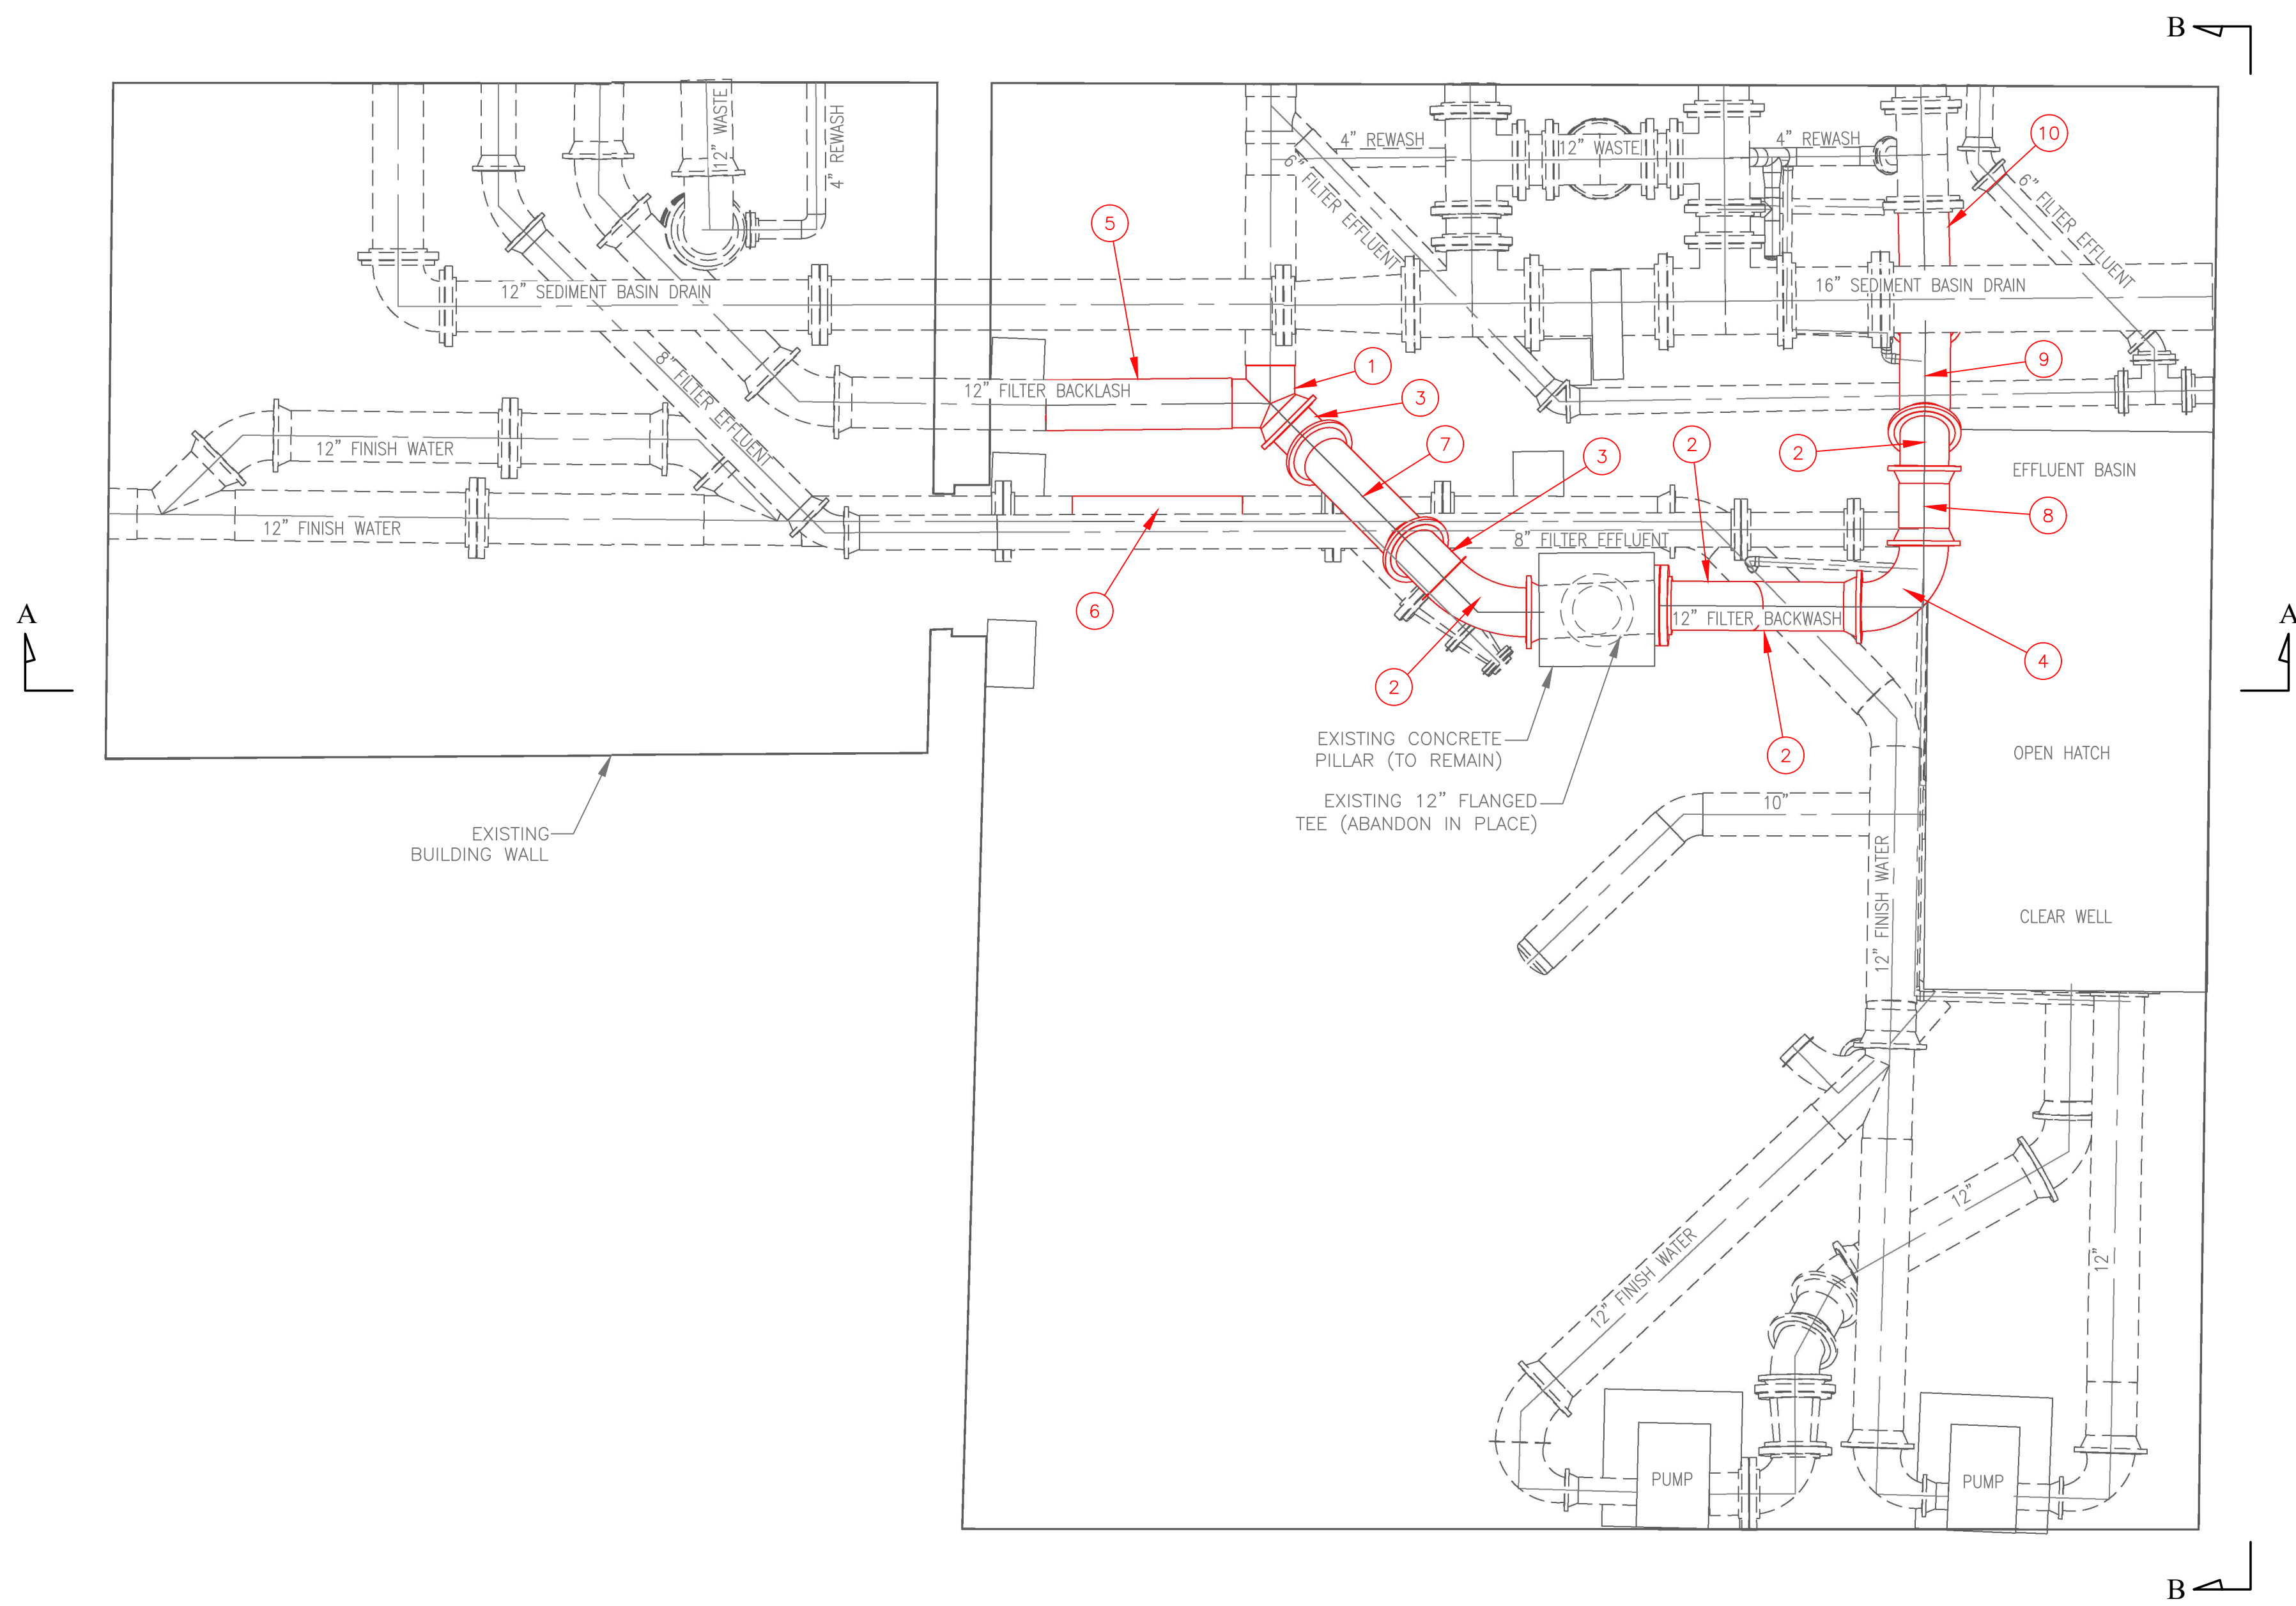 B
12" WASTE
4" REWASH
4" REWASH
12" WASTE
4" REWASH
10
6" FILTER EFFLUENT
6" FILTER EFFLUENT
5
12" SEDIMENT BASIN DRAIN
16" SEDIMENT BASIN DRAIN
8" FILTER EFFLUENT
12" FILTER BACKLASH
1
3
9
12" FINISH WATER
7
3
2
2
EFFLUENT BASIN
12" FINISH WATER
8" FILTER EFFLUENT
8
6
A
12" FILTER BACKWASH
A
4
2
EXISTING CONCRETE
PILLAR (TO REMAIN)
2
OPEN HATCH
EXISTING 12" FLANGED
TEE (ABANDON IN PLACE)
10"
EXISTING
BUILDING WALL
12" FINISH WATER
CLEAR WELL
12"
12"
12" FINISH WATER
PUMP
PUMP
B